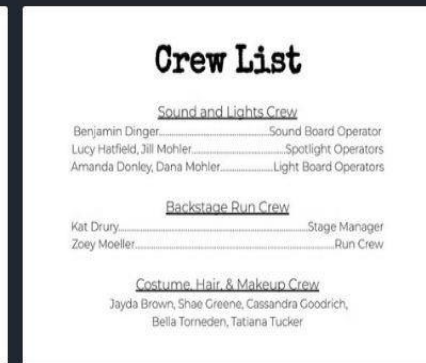 Crew List
Sound and Lights Crew
Benjamin Dinger........................................Sound Board Operator
Lucy Hatfield, Jill Mohler..................................Spotlight Operators
Amanda Donley, Dana Mohler...................Light Board Operators
Backstage Run Crew
Kat Drury....................................................................Stage Manager
Zoey Moeller......................................................................Run Crew
Costume, Hair, & Makeup Crew
Jayda Brown, Shae Greene, Cassandra Goodrich,
Bella Torneden, Tatiana Tucker